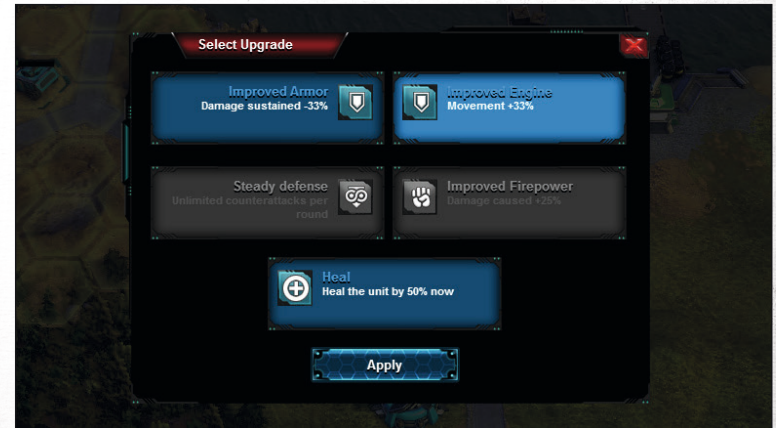 Select Upgrade
Improved Armor
Damage sustained -33%
Improved Engine
Movement +33%
Steady defense
Unlimited counterattacks per
round
Improved Firepower
Damage caused +25%
Heal
Heal the unit by 50% now
Apply